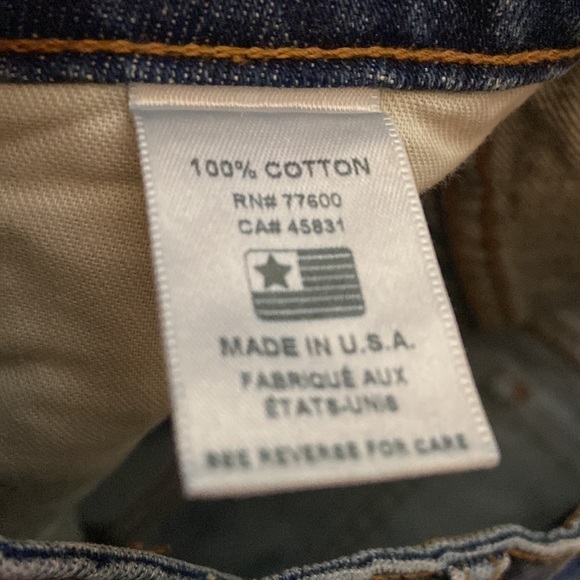 100% COTTON
RN# 77600
CA# 45831
MADE IN U.S.A.
FABRIQUÉ AUX
ÉTATS-UNIS
SEE REVERSE FOR CARE